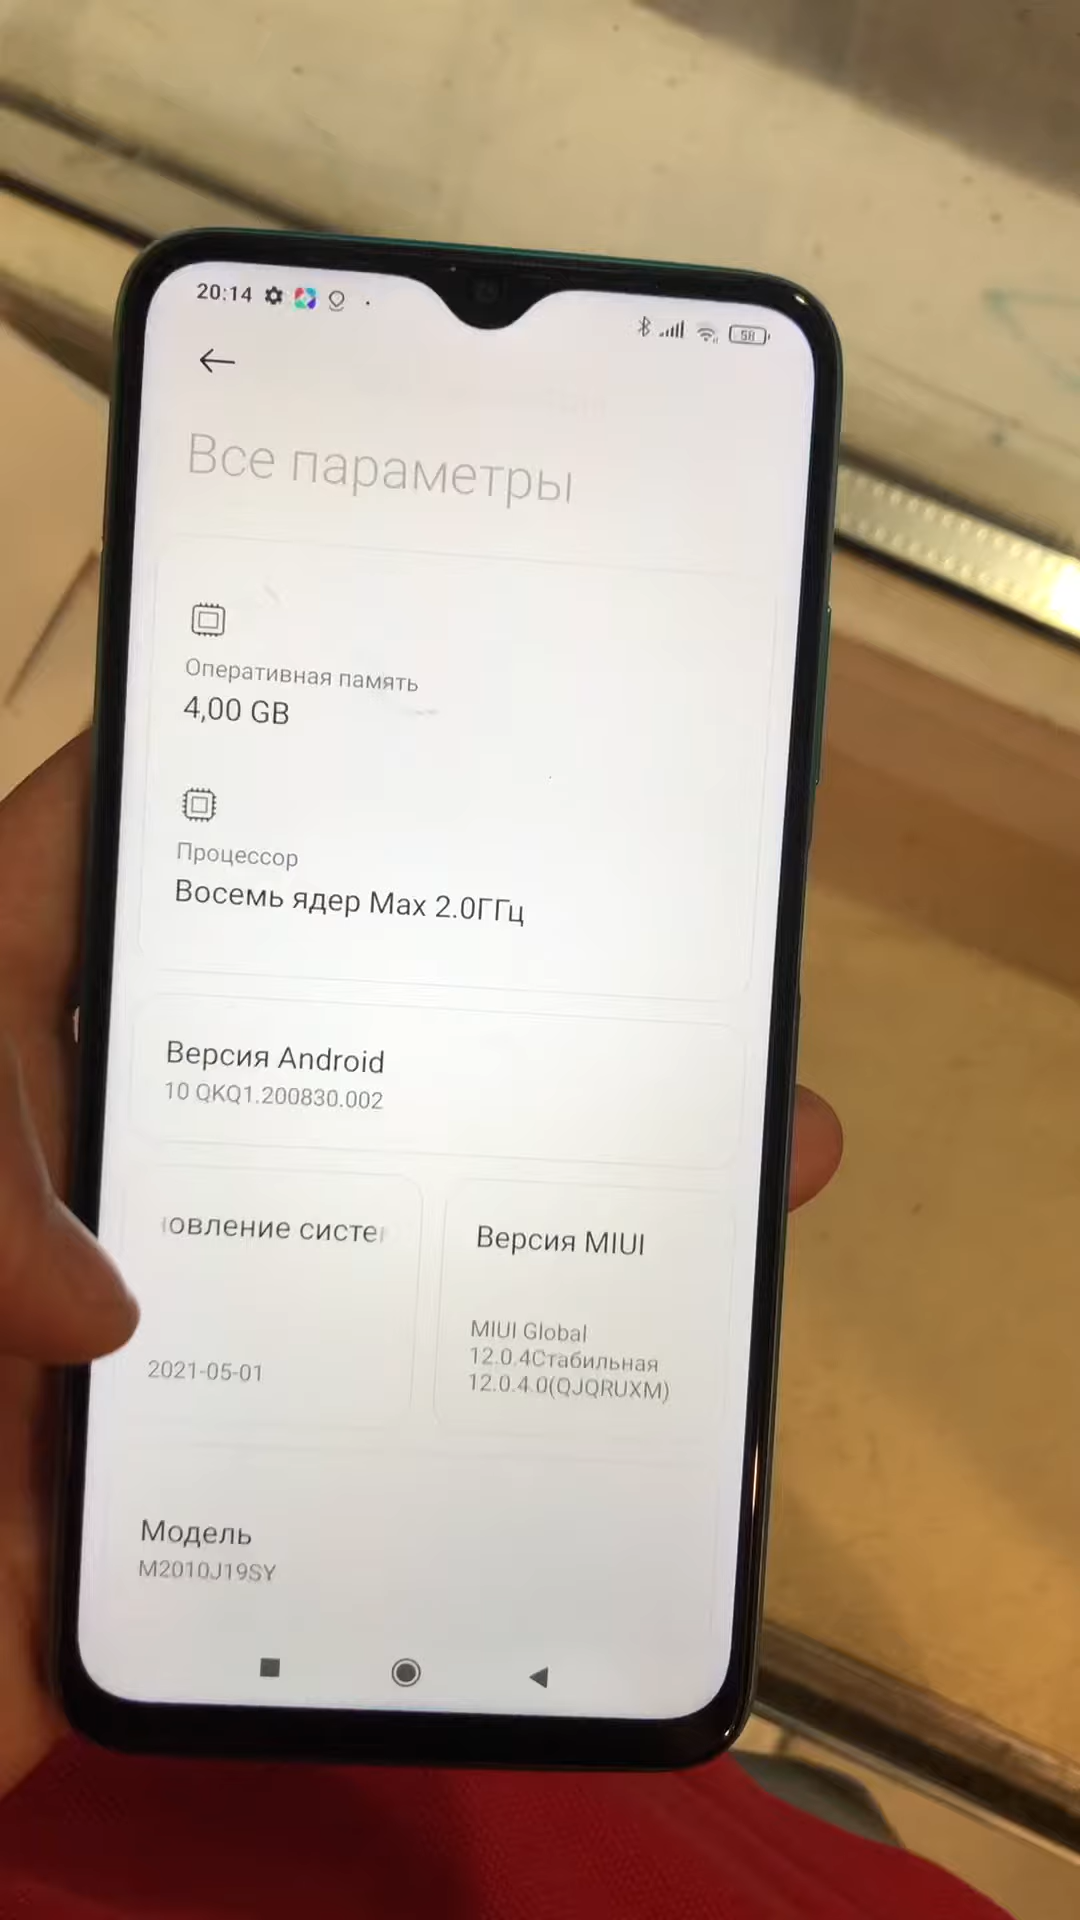 20:14
58
Все параметры
Оперативная память
4,00 GB
Процессор
Восемь ядер Max 2.0ГГц
Версия Android
10 QKQ1.200830.002
овление систе
Версия MIUI
2021-05-01
MIUI Global
12.0.4Стабильная
12.0.4.0(QJQRUXM)
Модель
M2010J19SY